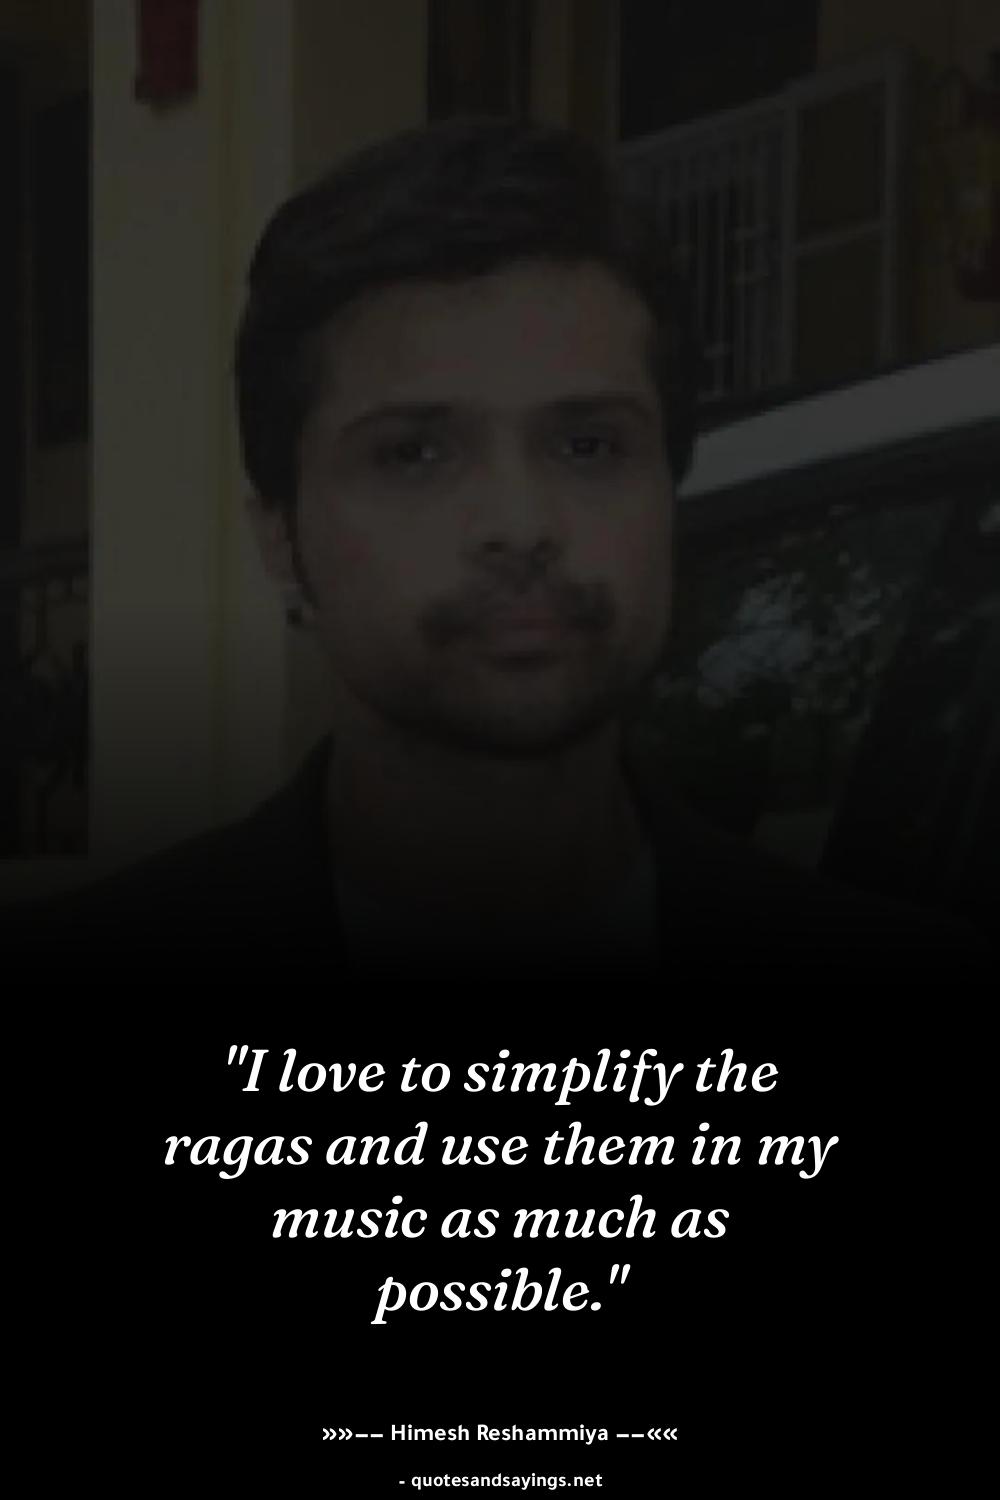 "I love to simplify the
ragas and use them in my
music as much as
possible."
»»–– Himesh Reshammiya ––««
- quotesandsayings.net